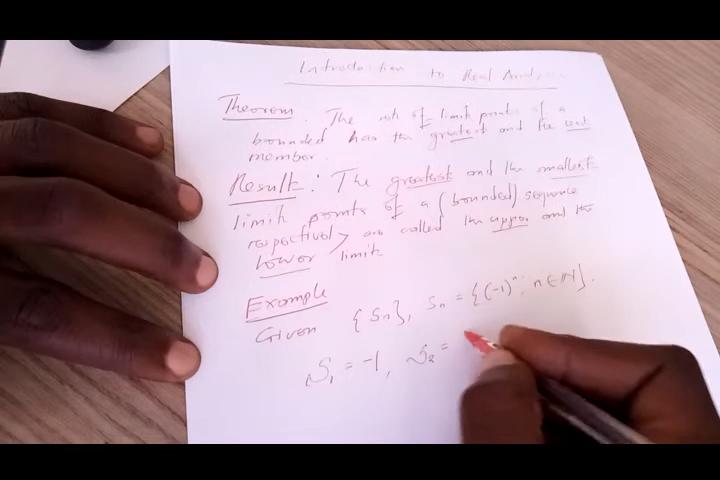 Introduction to Real Analysis
Theorem. The set of limit points of a
bounded has the greatest and the least
member.
Result: The greatest and the smallest
limit points of a (bounded) sequence
respectively are called the upper and the
lower limit
Example
Given {Sn}, Sn = {(-1)^n : n ∈ N}.
S1 = -1, S2 =